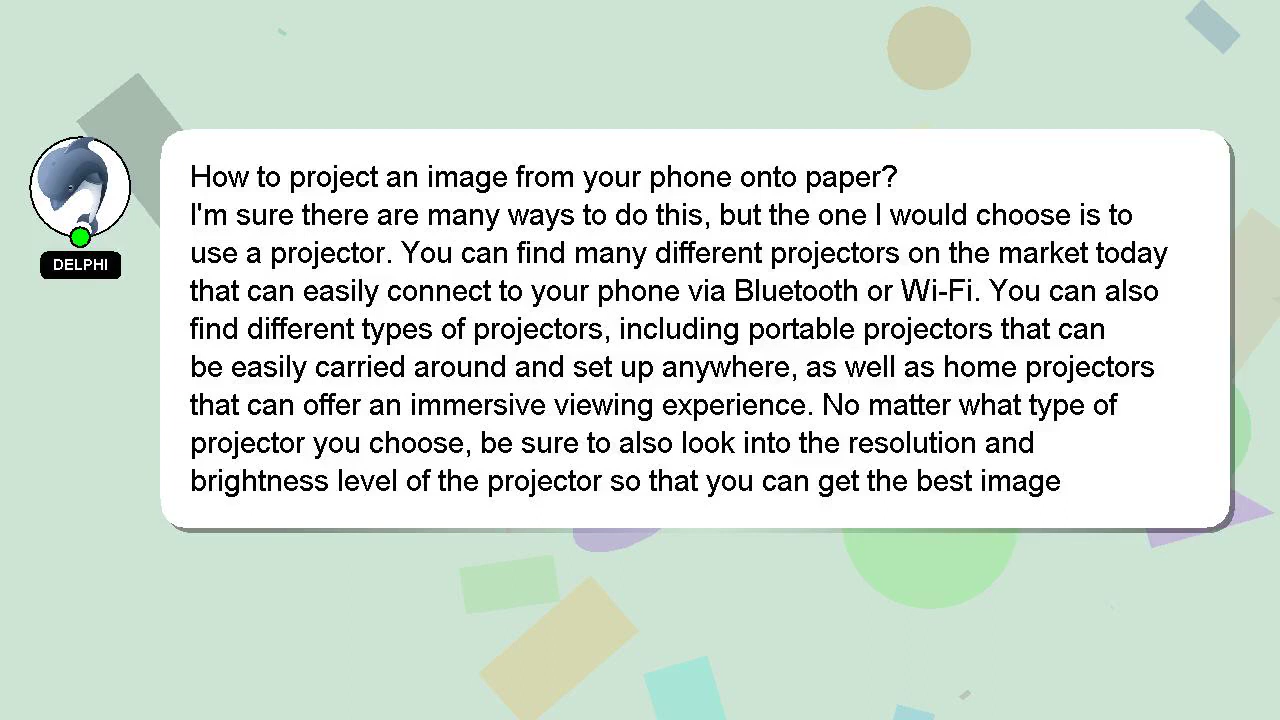 DELPHI
How to project an image from your phone onto paper?
I'm sure there are many ways to do this, but the one I would choose is to
use a projector. You can find many different projectors on the market today
that can easily connect to your phone via Bluetooth or Wi-Fi. You can also
find different types of projectors, including portable projectors that can
be easily carried around and set up anywhere, as well as home projectors
that can offer an immersive viewing experience. No matter what type of
projector you choose, be sure to also look into the resolution and
brightness level of the projector so that you can get the best image